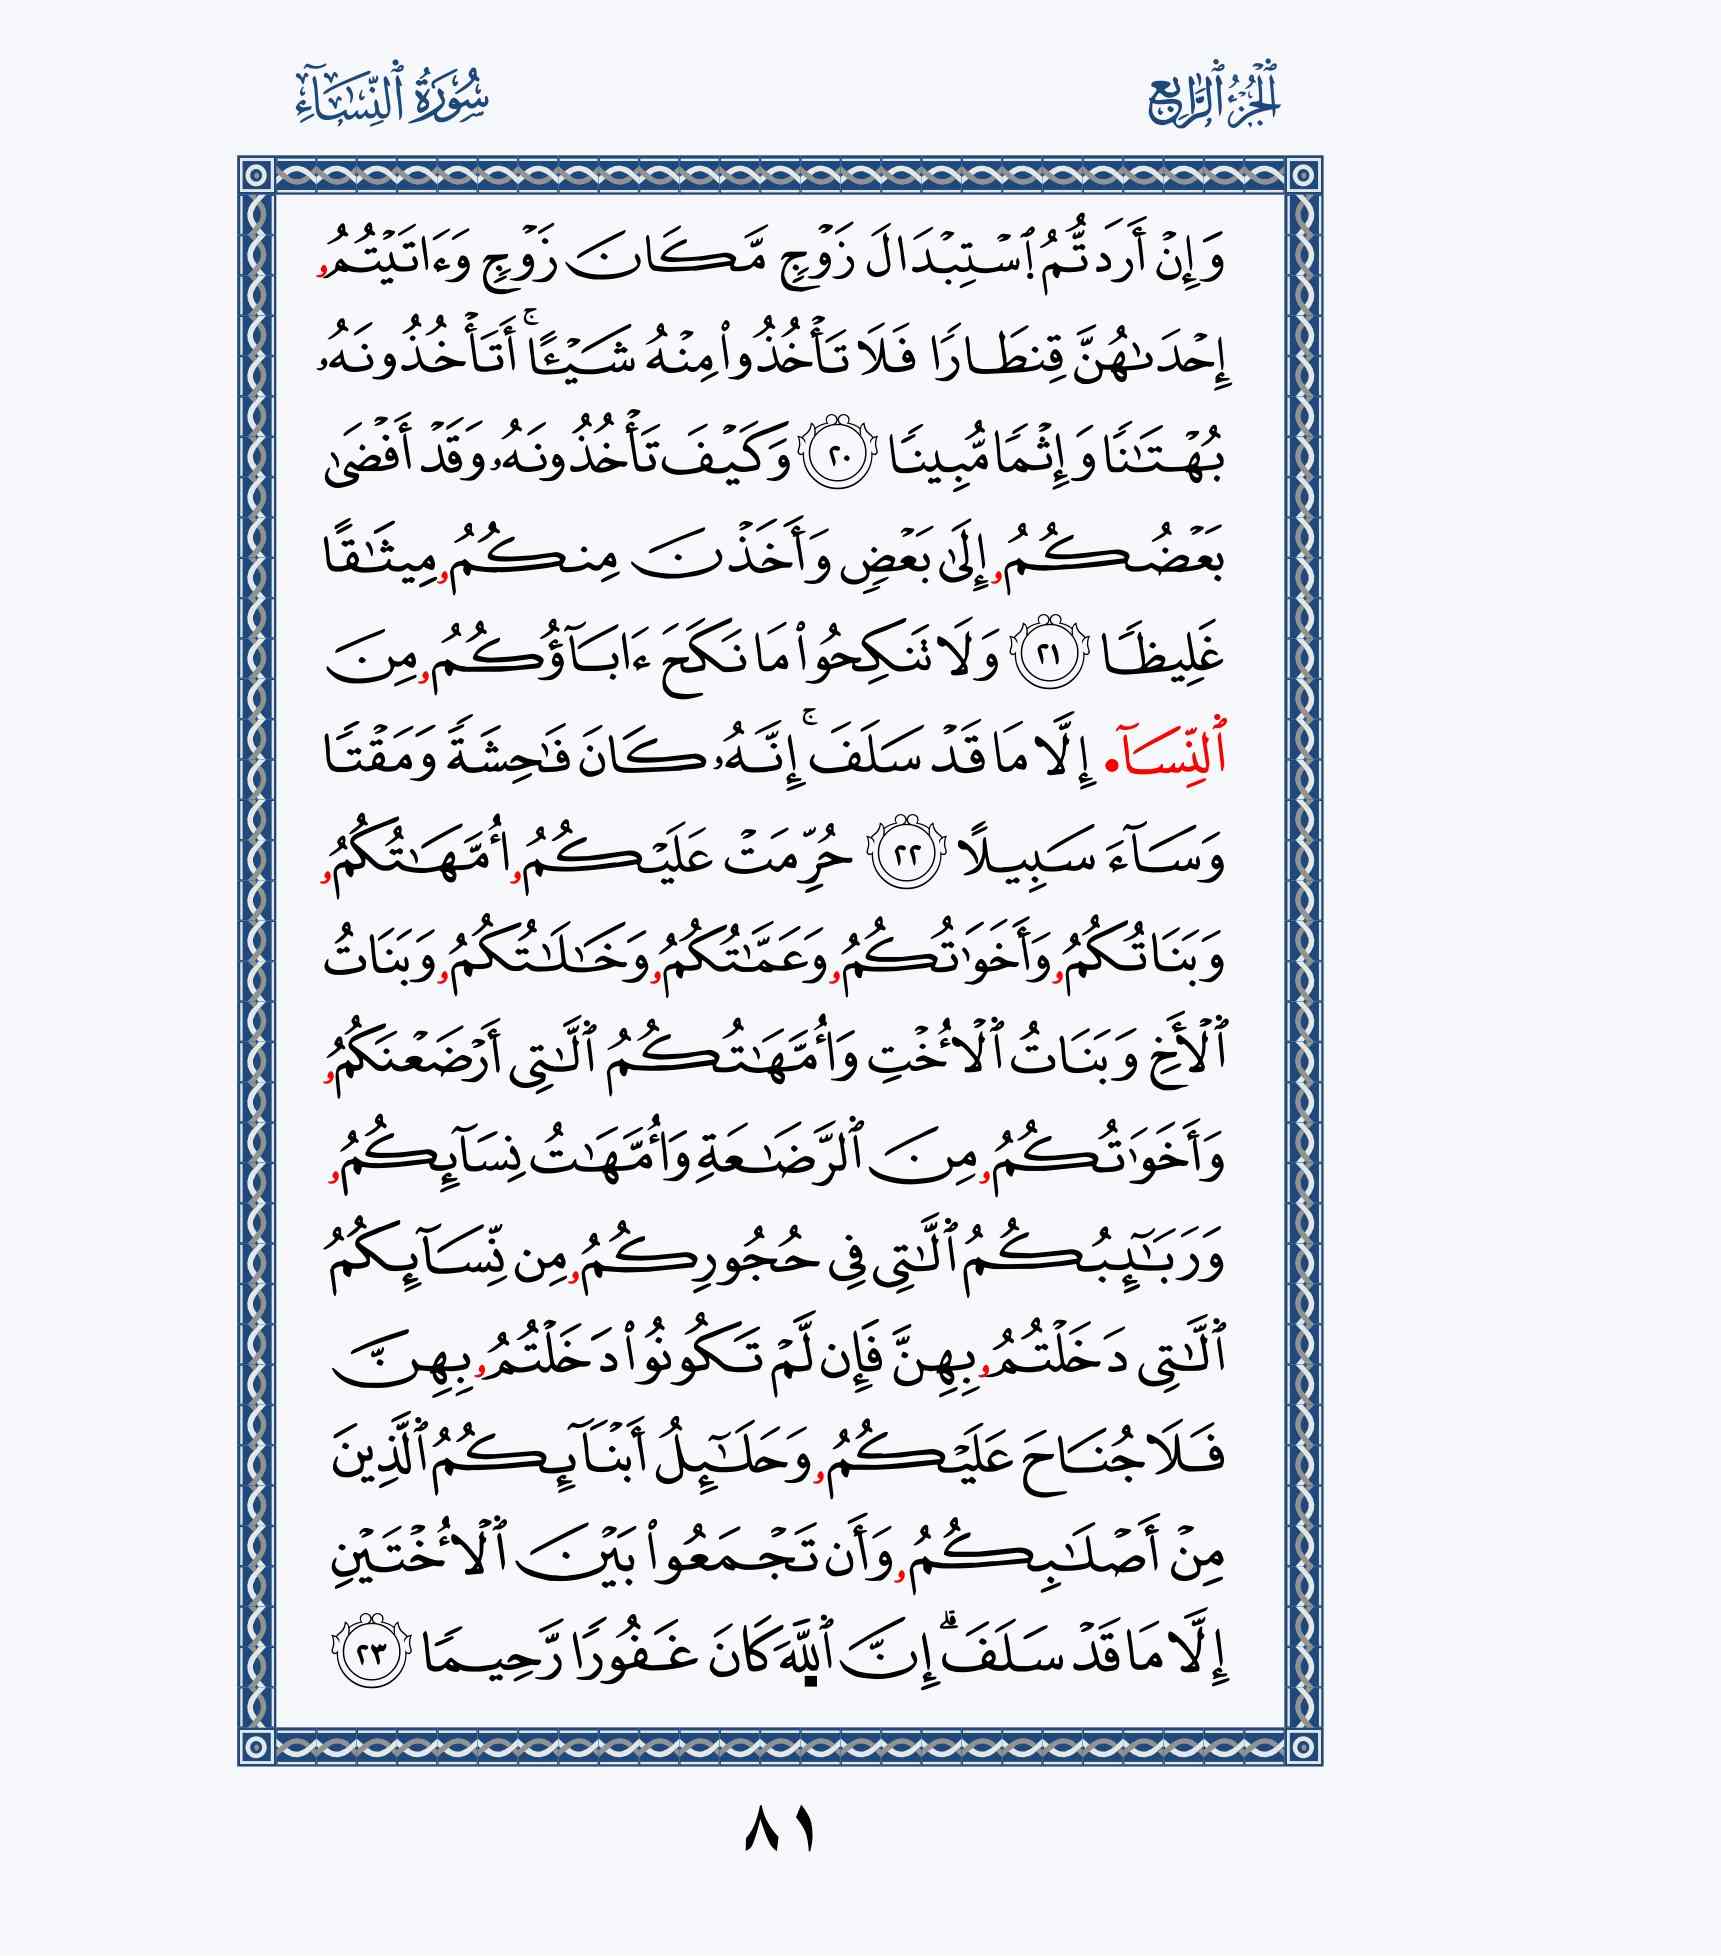 ٱلۡجُزۡءُ ٱلرَّابِعُ
سُورَةُ ٱلنِّسَآءِ
وَإِنۡ أَرَدتُّمُ ٱسۡتِبۡدَالَ زَوۡجٖ مَّكَانَ زَوۡجٖ وَءَاتَيۡتُمُۥ
إِحۡدَىٰهُنَّ قِنطَارٗا فَلَا تَأۡخُذُواْ مِنۡهُ شَيۡـًٔاۚ أَتَأۡخُذُونَهُۥ
بُهۡتَٰنٗا وَإِثۡمٗا مُّبِينٗا ٢٠ وَكَيۡفَ تَأۡخُذُونَهُۥ وَقَدۡ أَفۡضَىٰ
بَعۡضُكُمُۥ إِلَىٰ بَعۡضٖ وَأَخَذۡنَ مِنكُمُۥ مِيثَٰقًا
غَلِيظٗا ٢١ وَلَا تَنكِحُواْ مَا نَكَحَ ءَابَآؤُكُمُۥ مِنَ
ٱلنِّسَآ• إِلَّا مَا قَدۡ سَلَفَۚ إِنَّهُۥ كَانَ فَٰحِشَةٗ وَمَقۡتٗا
وَسَآءَ سَبِيلًا ٢٢ حُرِّمَتۡ عَلَيۡكُمُۥ أُمَّهَٰتُكُمُۥ
وَبَنَاتُكُمُۥ وَأَخَوَٰتُكُمُۥ وَعَمَّٰتُكُمُۥ وَخَٰلَٰتُكُمُۥ وَبَنَاتُ
ٱلۡأَخِ وَبَنَاتُ ٱلۡأُخۡتِ وَأُمَّهَٰتُكُمُ ٱلَّٰتِي أَرۡضَعۡنَكُمُۥ
وَأَخَوَٰتُكُمُۥ مِنَ ٱلرَّضَٰعَةِ وَأُمَّهَٰتُ نِسَآئِكُمُۥ
وَرَبَٰٓئِبُكُمُ ٱلَّٰتِي فِي حُجُورِكُمُۥ مِن نِّسَآئِكُمُ
ٱلَّٰتِي دَخَلۡتُمُۥ بِهِنَّ فَإِن لَّمۡ تَكُونُواْ دَخَلۡتُمُۥ بِهِنَّ
فَلَا جُنَاحَ عَلَيۡكُمُۥ وَحَلَٰٓئِلُ أَبۡنَآئِكُمُ ٱلَّذِينَ
مِنۡ أَصۡلَٰبِكُمُۥ وَأَن تَجۡمَعُواْ بَيۡنَ ٱلۡأُخۡتَيۡنِ
إِلَّا مَا قَدۡ سَلَفَۗ إِنَّ ٱللَّهَ كَانَ غَفُورٗا رَّحِيمٗا ٢٣
٨١